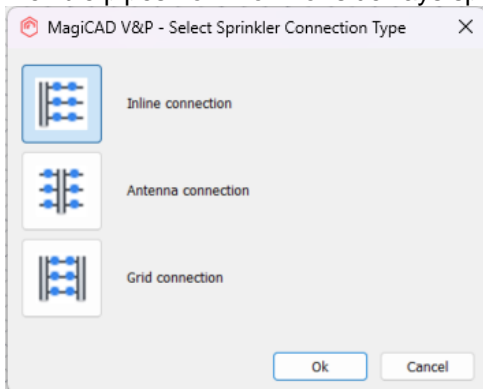 MagiCAD V&P - Select Sprinkler Connection Type
Inline connection
Antenna connection
Grid connection
Ok
Cancel